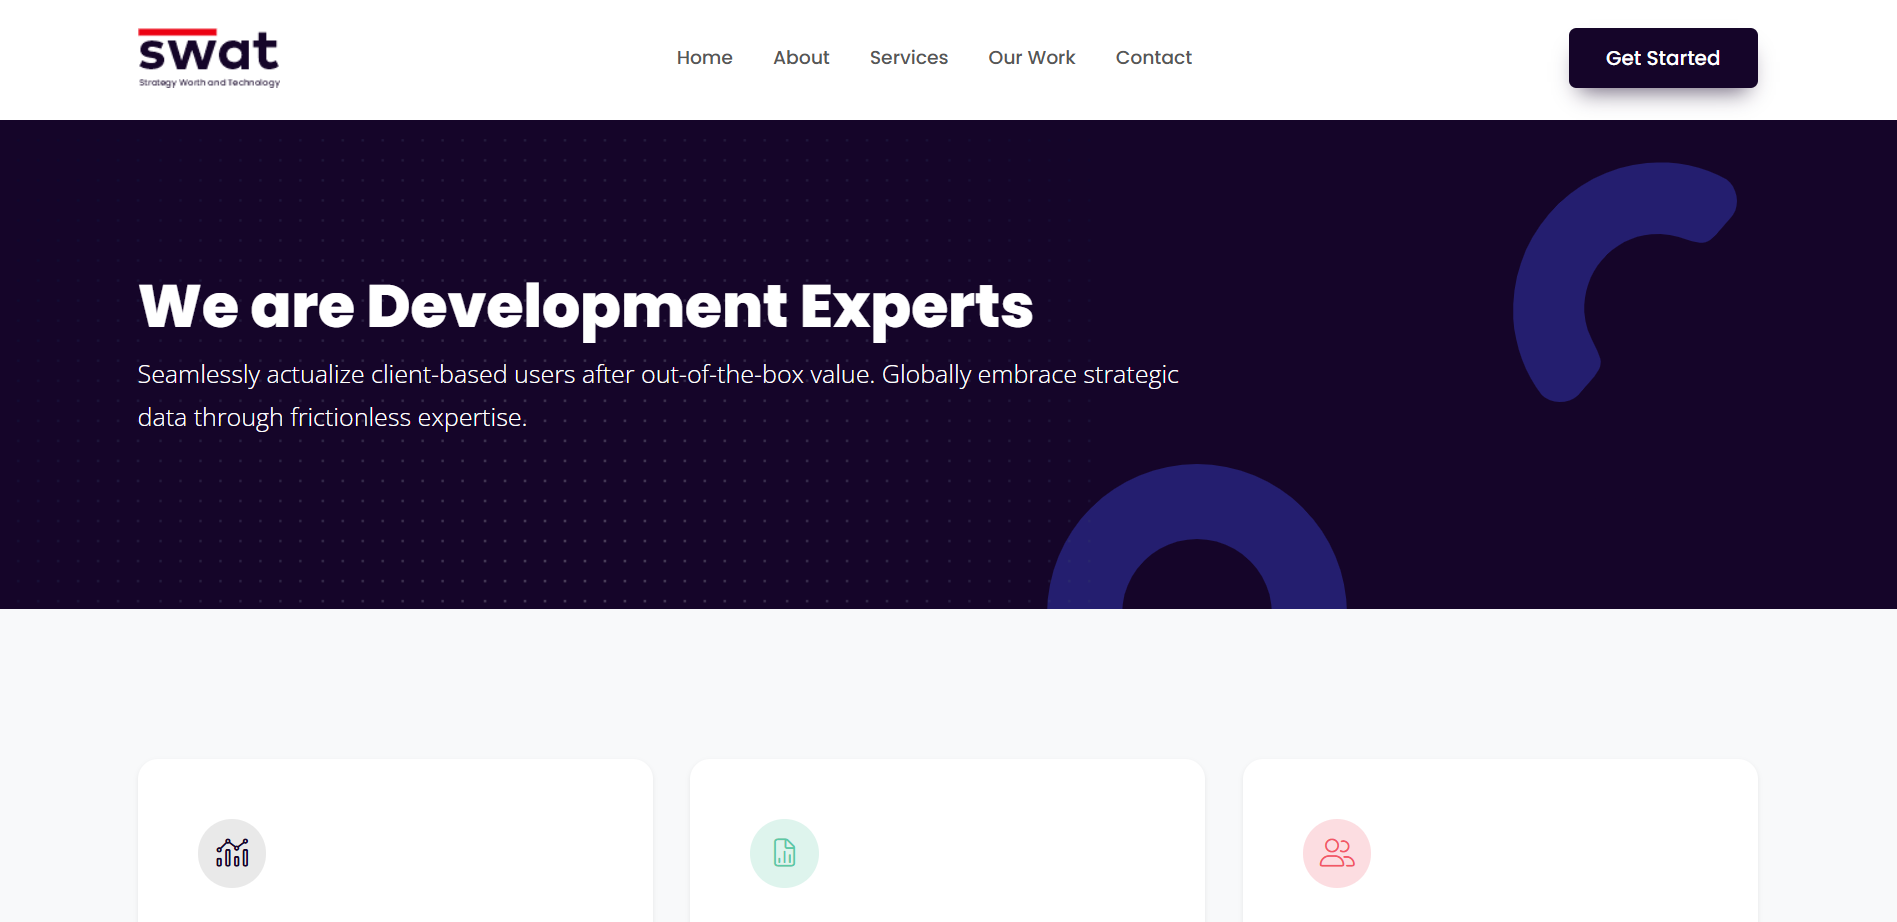 swat
Strategy Worth and Technology
Home
About
Services
Our Work
Contact
Get Started
We are Development Experts
Seamlessly actualize client-based users after out-of-the-box value. Globally embrace strategic
data through frictionless expertise.